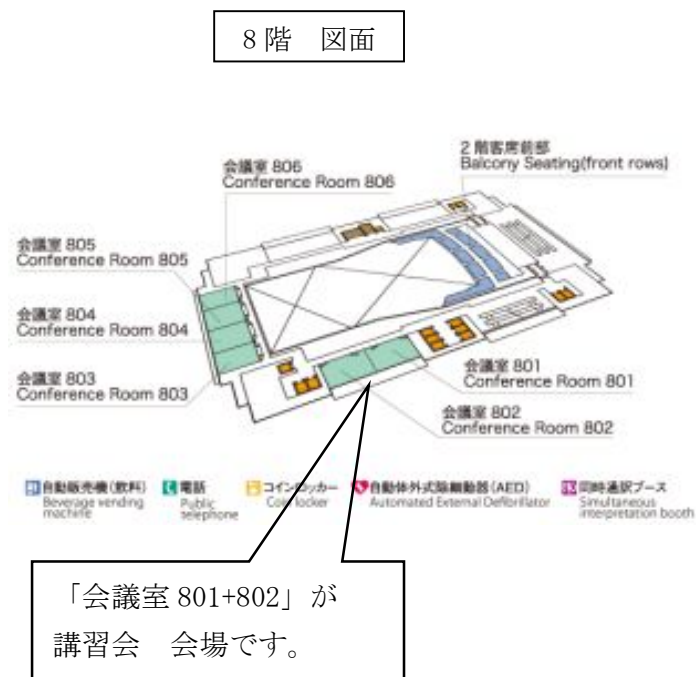 8階　図面
2階客席前部
Balcony Seating(front rows)
会議室 806
Conference Room 806
会議室 805
Conference Room 805
会議室 804
Conference Room 804
会議室 803
Conference Room 803
会議室 801
Conference Room 801
会議室 802
Conference Room 802
自動販売機(飲料)
Beverage vending
machine
電話
Public
telephone
コインロッカー
Coin locker
自動体外式除細動器(AED)
Automated External Defibrillator
同時通訳ブース
Simultaneous
interpretation booth
「会議室 801+802」が
講習会　会場です。